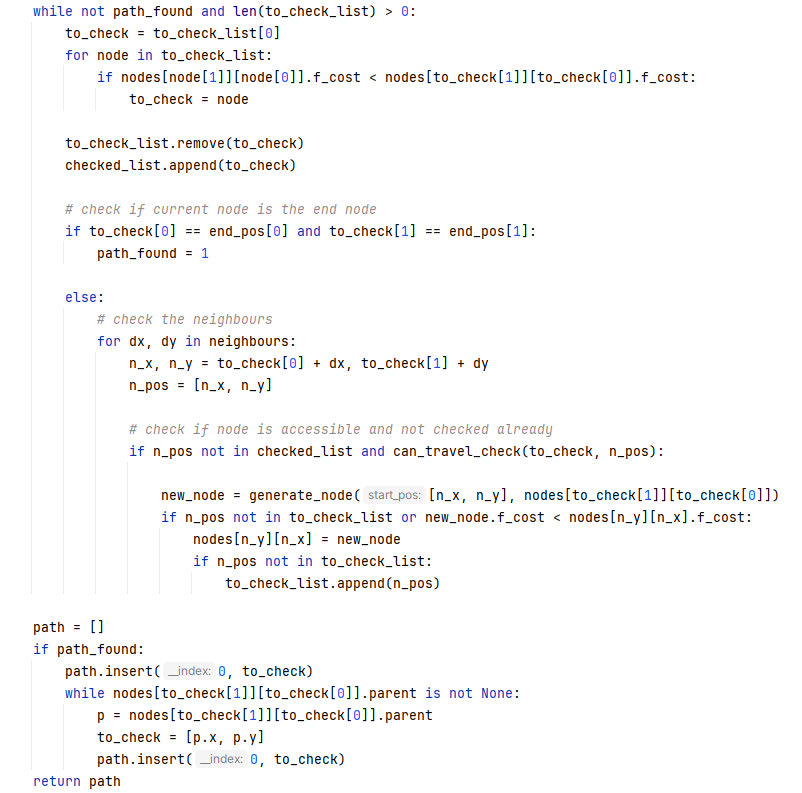 while not path_found and len(to_check_list) > 0:
    to_check = to_check_list[0]
    for node in to_check_list:
        if nodes[node[1]][node[0]].f_cost < nodes[to_check[1]][to_check[0]].f_cost:
            to_check = node

    to_check_list.remove(to_check)
    checked_list.append(to_check)

    # check if current node is the end node
    if to_check[0] == end_pos[0] and to_check[1] == end_pos[1]:
        path_found = 1

    else:
        # check the neighbours
        for dx, dy in neighbours:
            n_x, n_y = to_check[0] + dx, to_check[1] + dy
            n_pos = [n_x, n_y]

            # check if node is accessible and not checked already
            if n_pos not in checked_list and can_travel_check(to_check, n_pos):

                new_node = generate_node( start_pos: [n_x, n_y], nodes[to_check[1]][to_check[0]])
                if n_pos not in to_check_list or new_node.f_cost < nodes[n_y][n_x].f_cost:
                    nodes[n_y][n_x] = new_node
                    if n_pos not in to_check_list:
                        to_check_list.append(n_pos)

path = []
if path_found:
    path.insert( __index: 0, to_check)
    while nodes[to_check[1]][to_check[0]].parent is not None:
        p = nodes[to_check[1]][to_check[0]].parent
        to_check = [p.x, p.y]
        path.insert( __index: 0, to_check)
return path